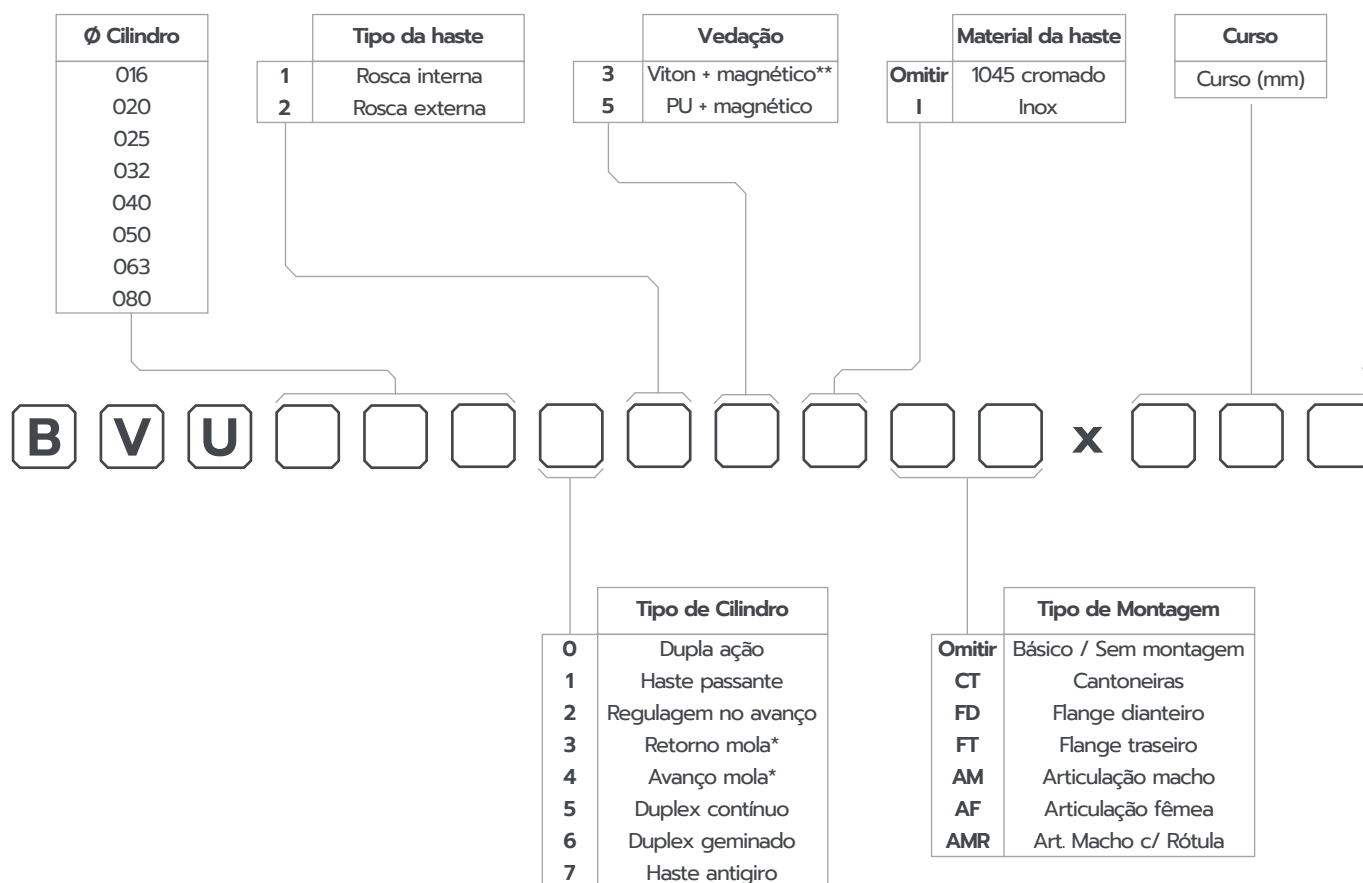 Ø Cilindro
016
020
025
032
040
050
063
080
Tipo da haste
1 Rosca interna
2 Rosca externa
Vedação
3 Viton + magnético**
5 PU + magnético
Material da haste
Omitir 1045 cromado
I Inox
Curso
Curso (mm)
B V U x
Tipo de Cilindro
0 Dupla ação
1 Haste passante
2 Regulagem no avanço
3 Retorno mola*
4 Avanço mola*
5 Duplex contínuo
6 Duplex geminado
7 Haste antigiro
Tipo de Montagem
Omitir Básico / Sem montagem
CT Cantoneiras
FD Flange dianteiro
FT Flange traseiro
AM Articulação macho
AF Articulação fêmea
AMR Art. Macho c/ Rótula